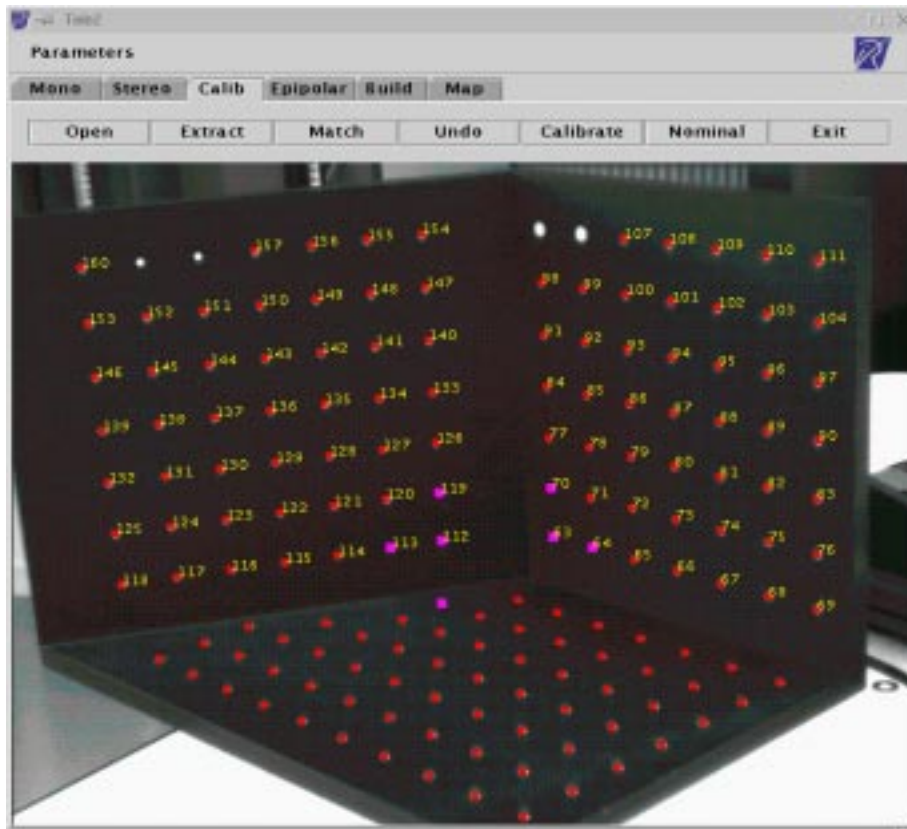 Parameters
Mono Stereo Calib Epipolar Build Map
Open Extract Match Undo Calibrate Nominal Exit
160 157 156 155 154 107 108 109 110 111
153 152 151 150 149 148 147 98 99 100 101 102 103 104
146 145 144 143 142 141 140 91 92 93 94 95 96 97
139 138 137 136 135 134 133 84 85 86 87 88 89 90
132 131 130 129 128 127 126 77 78 79 80 81 82 83
125 124 123 122 121 120 119 70 71 72 73 74 75 76
118 117 116 115 114 113 112 63 64 65 66 67 68 69